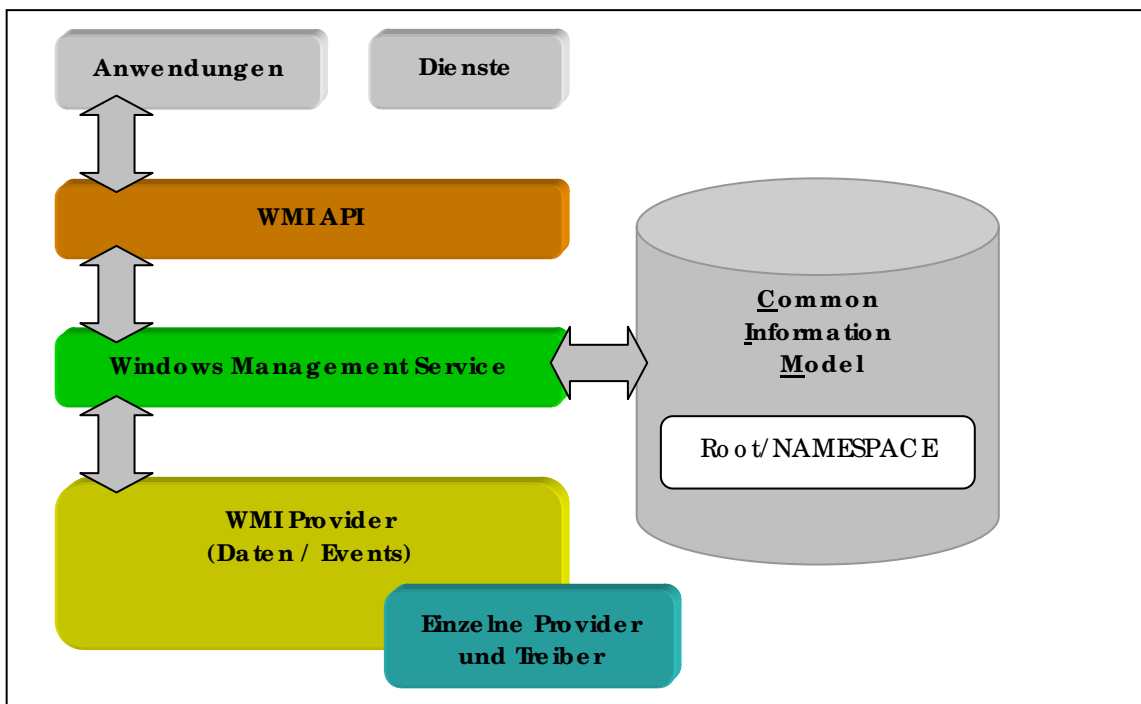 Anwendungen
Dienste
WMI API
Common
Information
Model
Windows Management Service
Root/NAMESPACE
WMI Provider
(Daten / Events)
Einzelne Provider
und Treiber